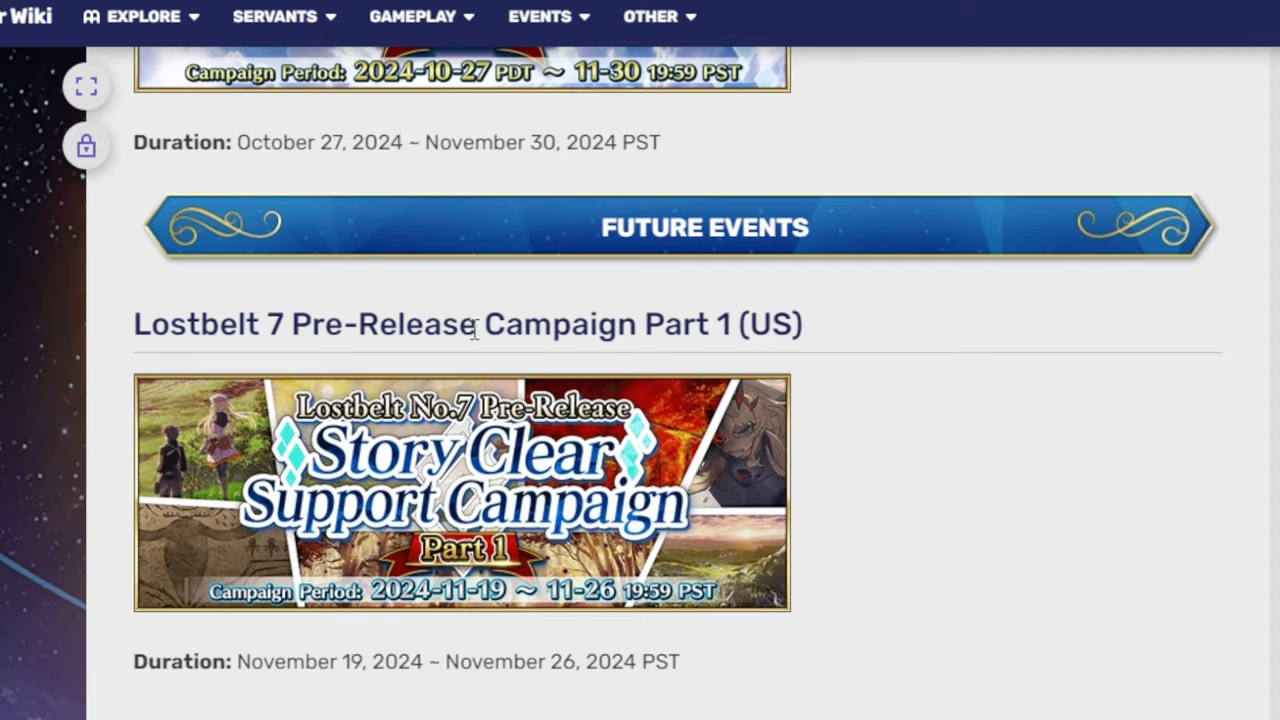 r Wiki EXPLORE SERVANTS GAMEPLAY EVENTS OTHER
Campaign Period: 2024-10-27 PDT ~ 11-30 19:59 PST
Duration: October 27, 2024 ~ November 30, 2024 PST
FUTURE EVENTS
Lostbelt 7 Pre-Release Campaign Part 1 (US)
Lostbelt No.7 Pre-Release
Story Clear
Support Campaign
Part 1
Campaign Period: 2024-11-19 ~ 11-26 19:59 PST
Duration: November 19, 2024 ~ November 26, 2024 PST